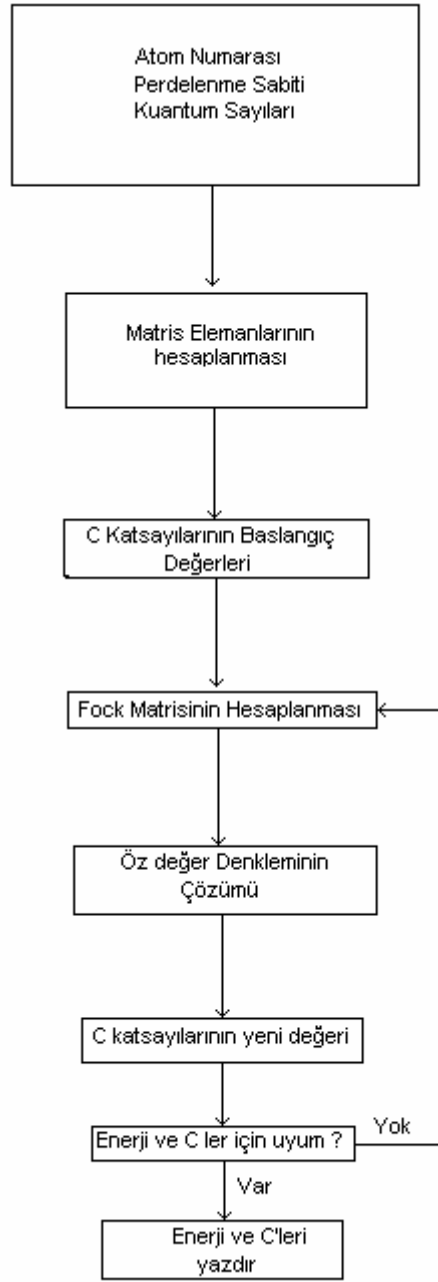 Atom Numarası
Perdelenme Sabiti
Kuantum Sayıları
Matris Elemanlarının
hesaplanması
C Katsayılarının Baslangıç
Değerleri
Fock Matrisinin Hesaplanması
Öz değer Denkleminin
Çözümü
C katsayılarının yeni değeri
Enerji ve C ler için uyum ?
Yok
Var
Enerji ve C'leri
yazdır